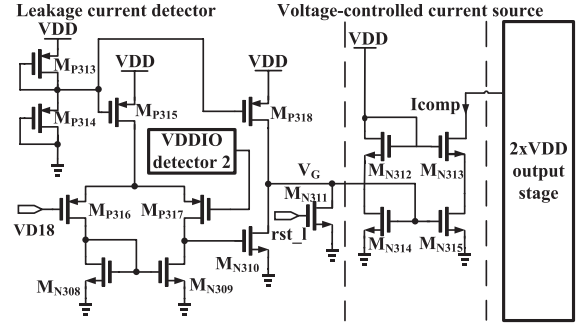 Leakage current detector
Voltage-controlled current source
VDD
MP313
VDD
VDD
VDD
MP314
MP315
MP318
Icomp
VDDIO
detector 2
2xVDD
output
stage
MN312
MN313
VG
MN311
MP316
MP317
VD18
rst_i
MN314
MN315
MN310
MN308
MN309